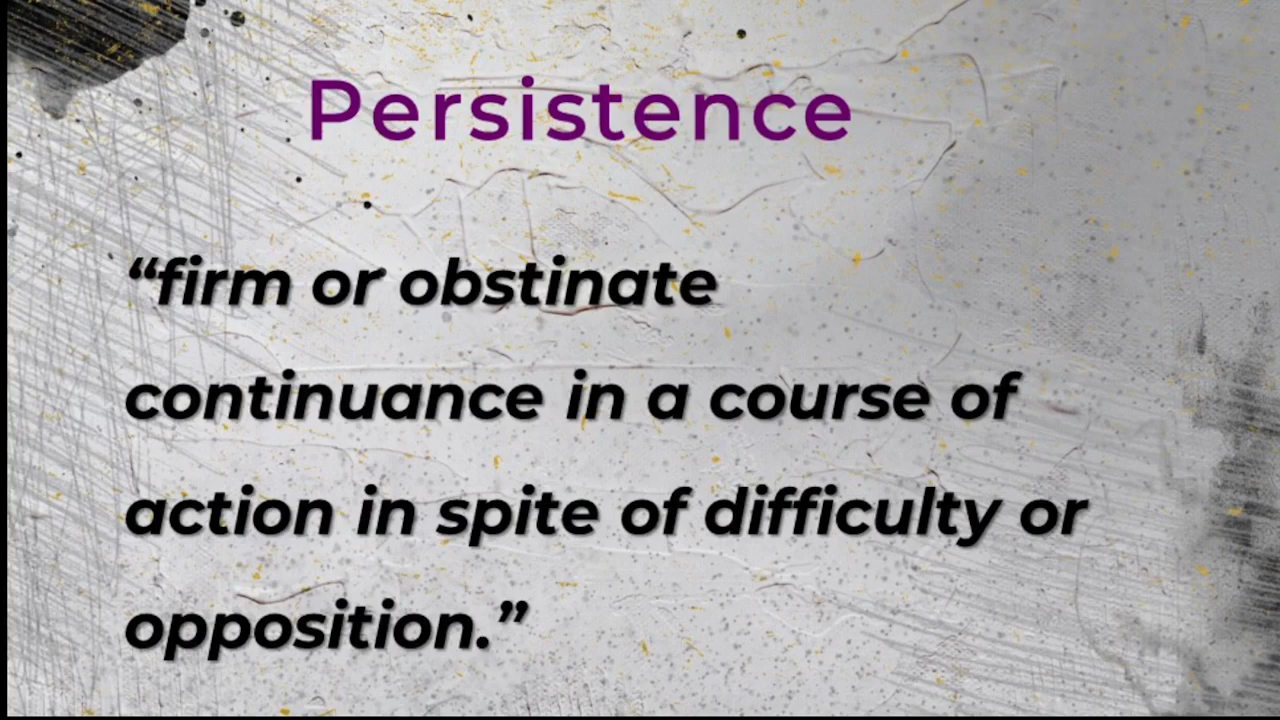 Persistence
“firm or obstinate
continuance in a course of
action in spite of difficulty or
opposition.”